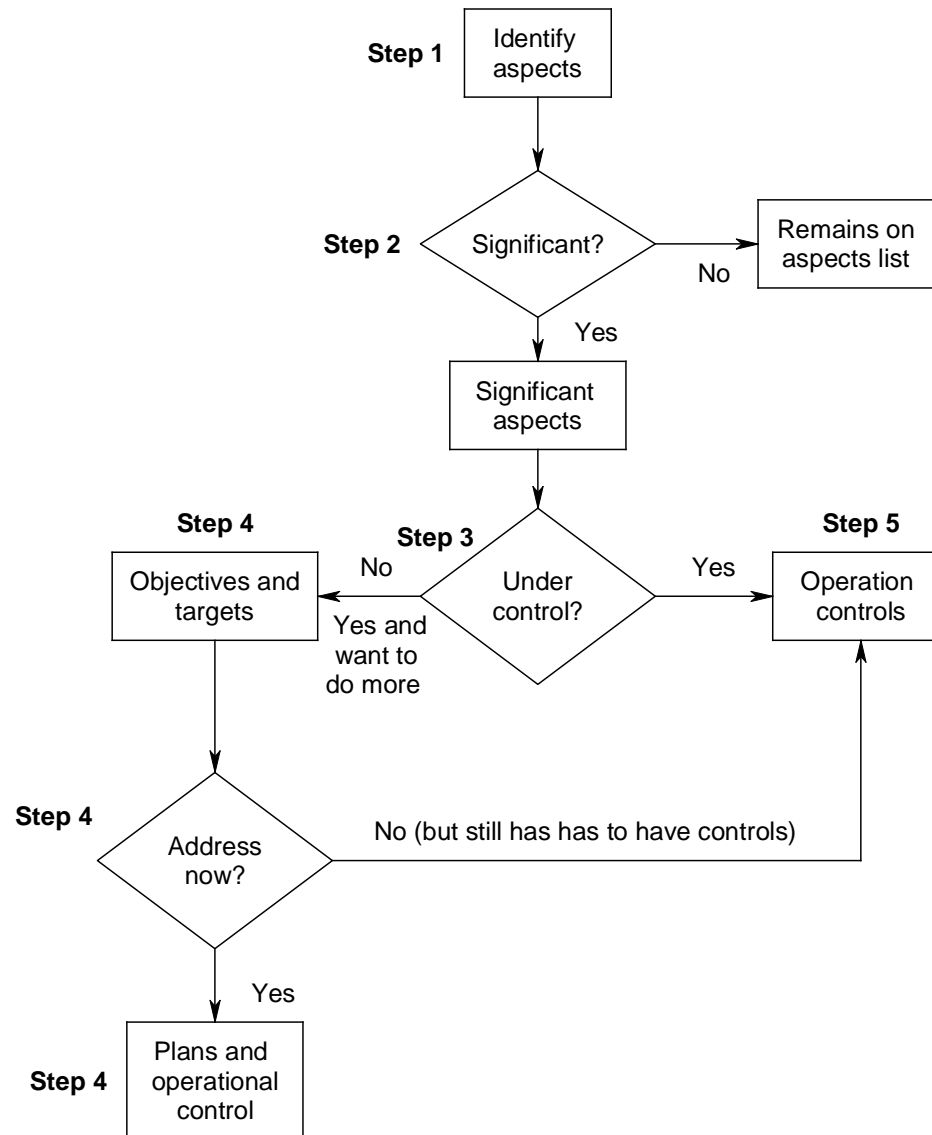 Step 1
Identify
aspects
Step 2
Significant?
No
Remains on
aspects list
Yes
Significant
aspects
Step 4
Step 3
Step 5
Objectives and
targets
No
Yes and
want to
do more
Under
control?
Yes
Operation
controls
Step 4
Address
now?
No (but still has has to have controls)
Yes
Step 4
Plans and
operational
control